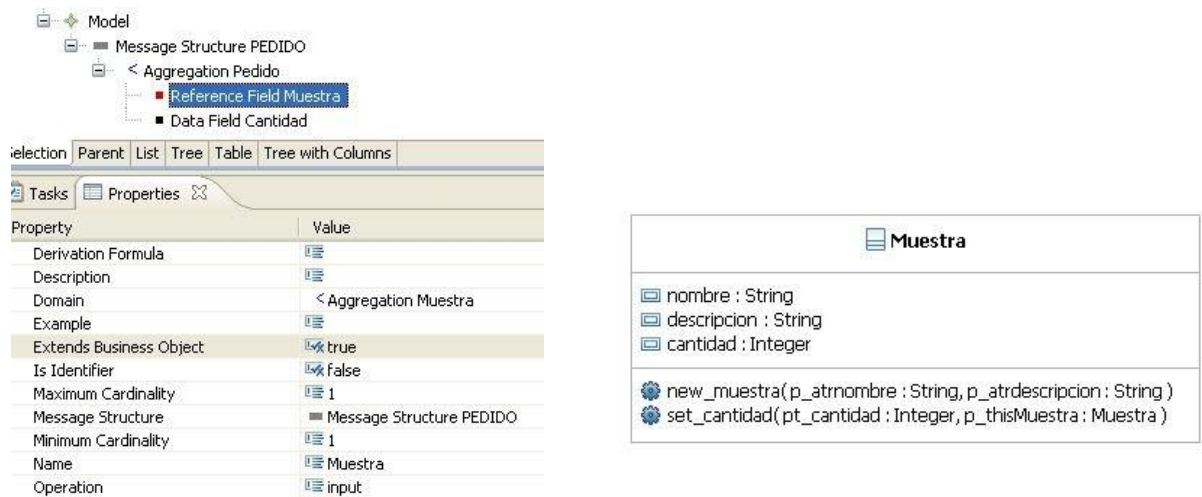 Model
Message Structure PEDIDO
< Aggregation Pedido
Reference Field Muestra
Data Field Cantidad
Selection Parent List Tree Table Tree with Columns
Tasks Properties
Property Value
Derivation Formula
Description
Domain < Aggregation Muestra
Example
Extends Business Object true
Is Identifier false
Maximum Cardinality 1
Message Structure Message Structure PEDIDO
Minimum Cardinality 1
Name Muestra
Operation input
Muestra
nombre : String
descripcion : String
cantidad : Integer
new_muestra( p_atrnombre : String, p_atrdescripcion : String )
set_cantidad( pt_cantidad : Integer, p_thisMuestra : Muestra )